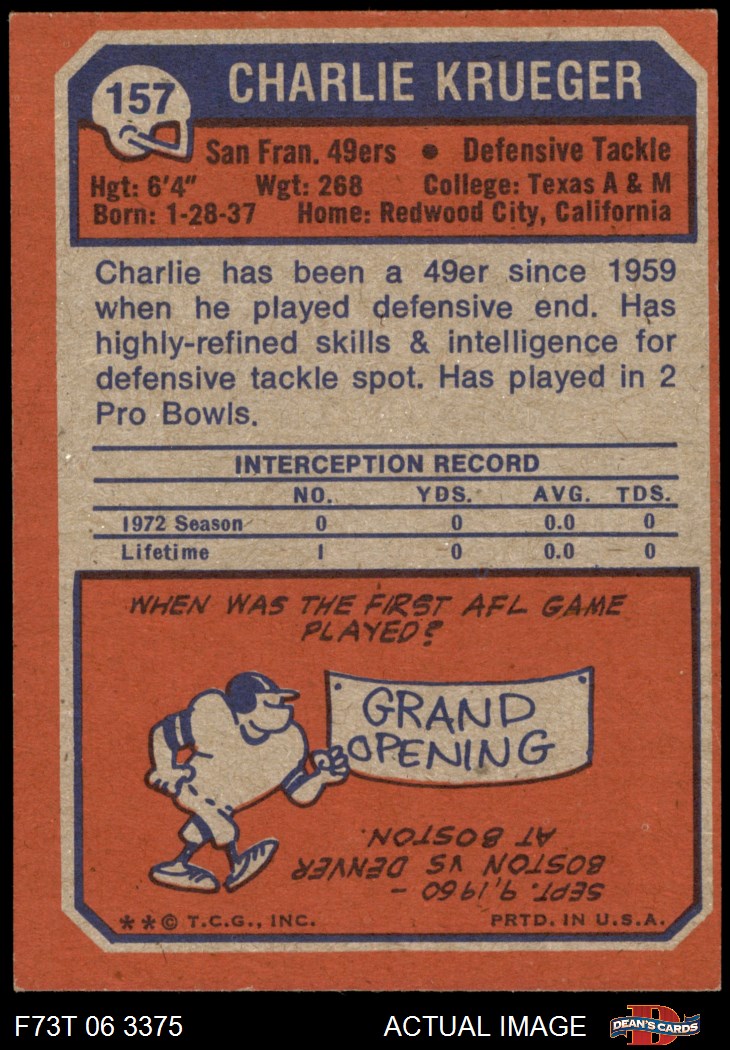 157
CHARLIE KRUEGER
San Fran. 49ers • Defensive Tackle
Hgt: 6'4" Wgt: 268 College: Texas A & M
Born: 1-28-37 Home: Redwood City, California
Charlie has been a 49er since 1959
when he played defensive end. Has
highly-refined skills & intelligence for
defensive tackle spot. Has played in 2
Pro Bowls.
INTERCEPTION RECORD
NO. YDS. AVG. TDS.
1972 Season 0 0 0.0 0
Lifetime 1 0 0.0 0
WHEN WAS THE FIRST AFL GAME
PLAYED?
GRAND
OPENING
SEPT. 9, 1960 –
BOSTON VS DENVER
AT BOSTON.
**© T.C.G., INC. PRTD. IN U.S.A.
F73T 06 3375 ACTUAL IMAGE D DEAN'S CARDS